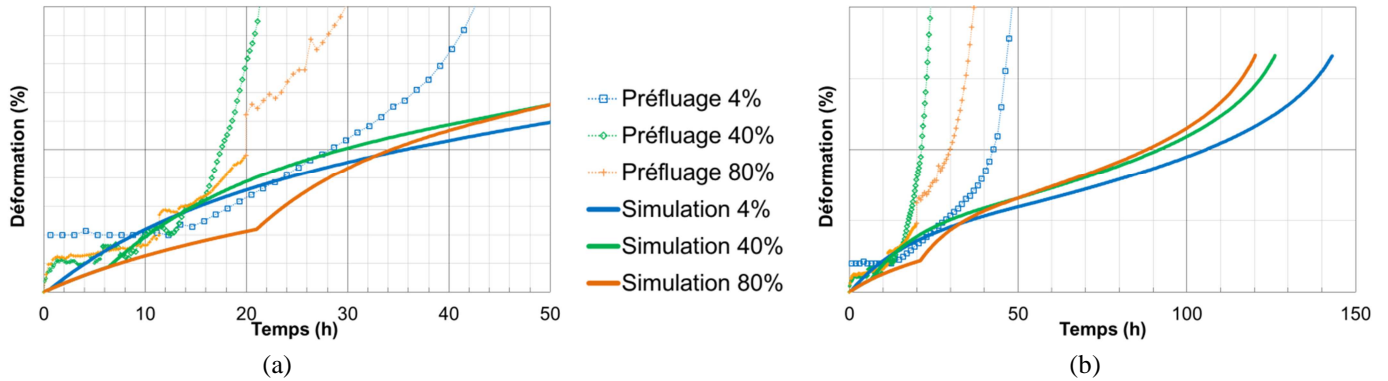 Déformation (%)
0
10
20
30
40
50
Temps (h)
(a)
Préfluage 4%
Préfluage 40%
Préfluage 80%
Simulation 4%
Simulation 40%
Simulation 80%
Déformation (%)
0
50
100
150
Temps (h)
(b)